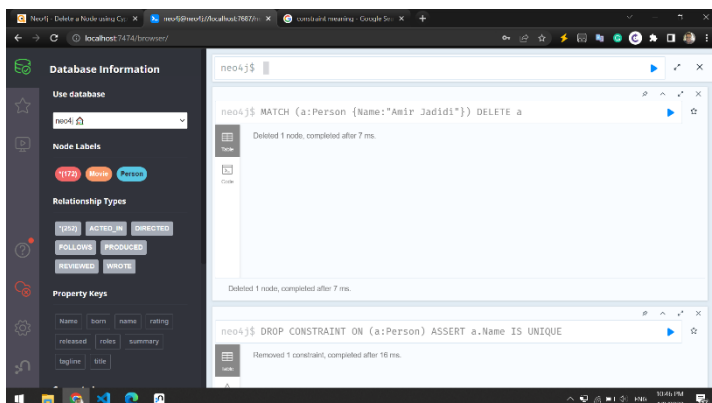 Neo4j - Delete a Node using Cyp
neo4j@neo4j://localhost:7687/ne
constraint meaning - Google Sea
localhost:7474/browser/
Database Information
Use database
neo4j
Node Labels
*(172) Movie Person
Relationship Types
*(252) ACTED_IN DIRECTED
FOLLOWS PRODUCED
REVIEWED WROTE
Property Keys
Name born name rating
released roles summary
tagline title
neo4j$
neo4j$ MATCH (a:Person {Name:"Amir Jadidi"}) DELETE a
Table
Deleted 1 node, completed after 7 ms.
Code
Deleted 1 node, completed after 7 ms.
neo4j$ DROP CONSTRAINT ON (a:Person) ASSERT a.Name IS UNIQUE
Table
Removed 1 constraint, completed after 16 ms.
ENG
10:46 PM